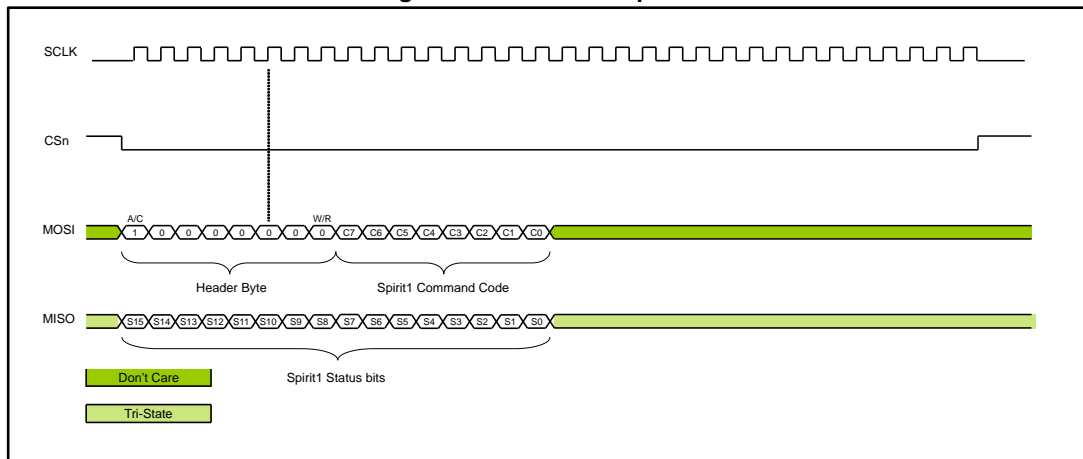 SCLK
CSn
A/C W/R
MOSI 1 0 0 0 0 0 0 0 C7 C6 C5 C4 C3 C2 C1 C0
Header Byte Spirit1 Command Code
MISO S15 S14 S13 S12 S11 S10 S9 S8 S7 S6 S5 S4 S3 S2 S1 S0
Don't Care Spirit1 Status bits
Tri-State